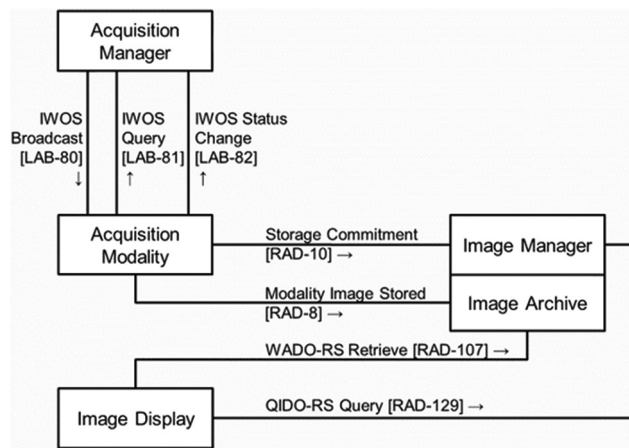 Acquisition
Manager
IWOS
Broadcast
[LAB-80]
↓
IWOS
Query
[LAB-81]
↑
IWOS Status
Change
[LAB-82]
↑
Acquisition
Modality
Storage Commitment
[RAD-10] →
Image Manager
Modality Image Stored
[RAD-8] →
Image Archive
WADO-RS Retrieve [RAD-107] →
Image Display
QIDO-RS Query [RAD-129] →